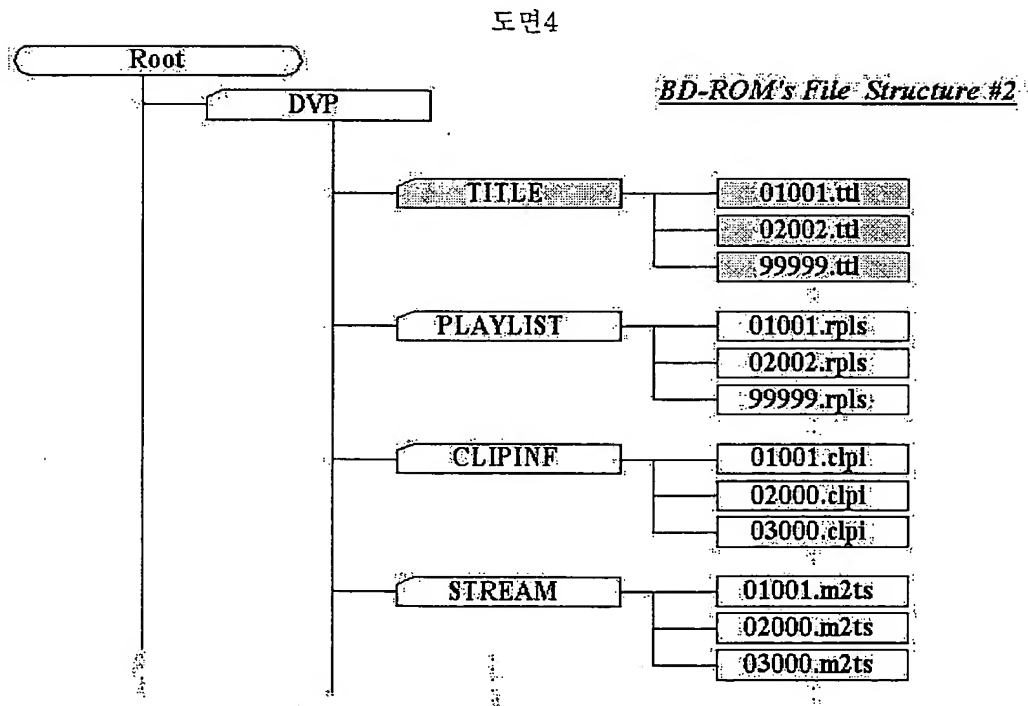 도면4
Root
BD-ROM's File Structure #2
DVP
TITLE
01001.ttl
02002.ttl
99999.ttl
PLAYLIST
01001.rpls
02002.rpls
99999.rpls
CLIPINF
01001.clpi
02000.clpi
03000.clpi
STREAM
01001.m2ts
02000.m2ts
03000.m2ts